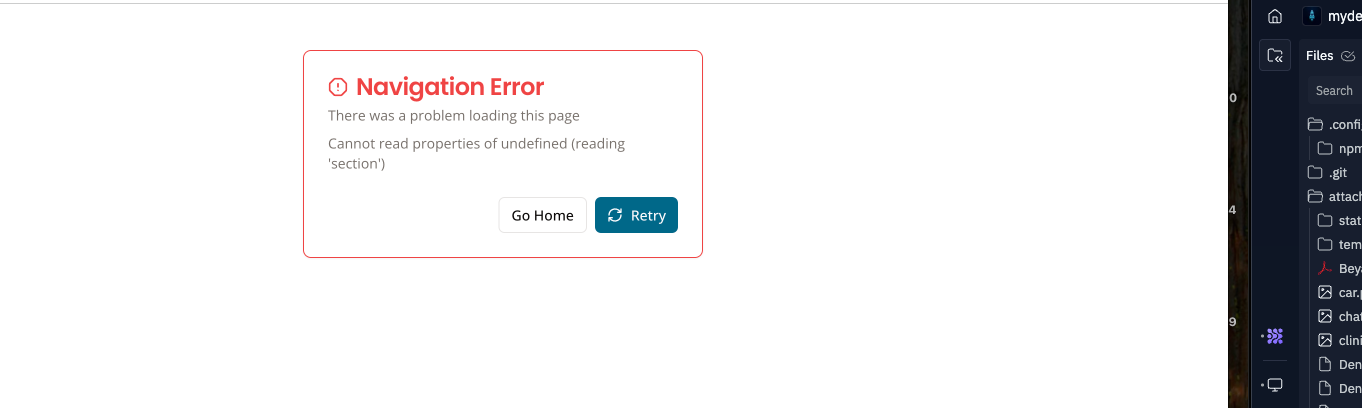 Navigation Error
There was a problem loading this page
Cannot read properties of undefined (reading
'section')
Go Home
Retry
0
4
9
myde
Files
Search
.config
npm
.git
attach
stat
tem
Bey
car.p
chat
clini
Den
Den